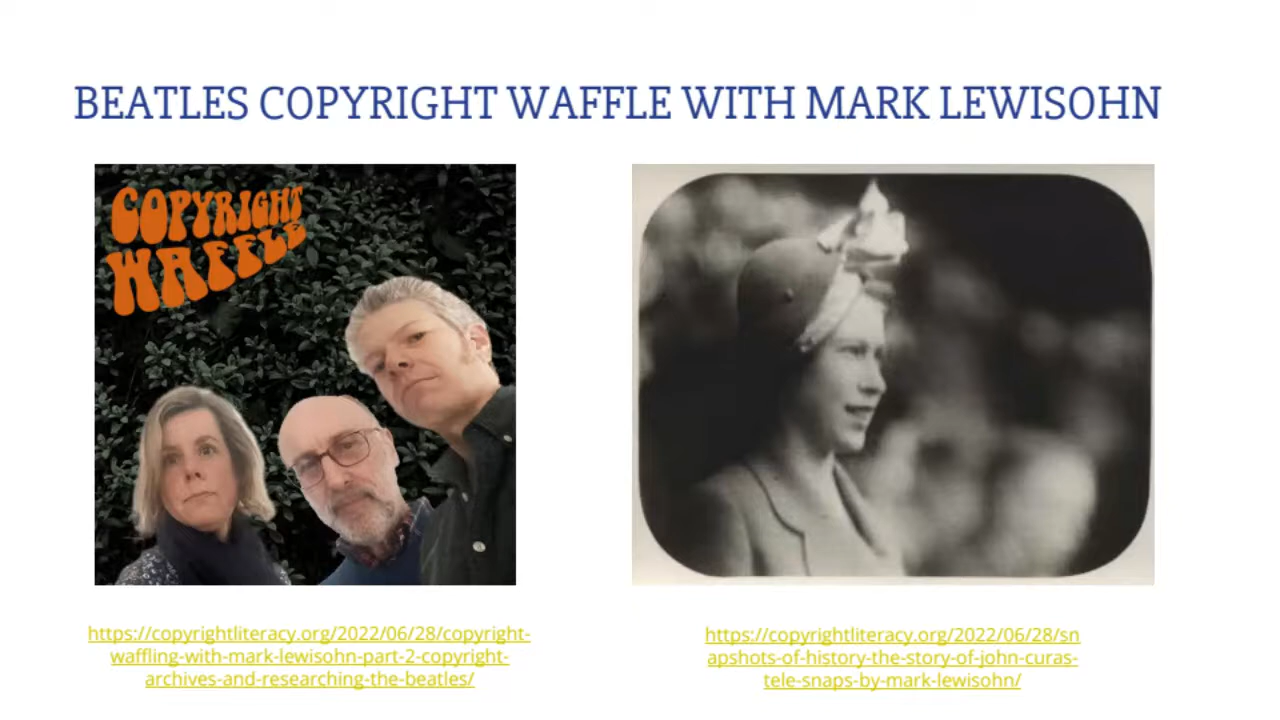 BEATLES COPYRIGHT WAFFLE WITH MARK LEWISOHN
COPYRIGHT
WAFFLE
https://copyrightliteracy.org/2022/06/28/copyright-
waffling-with-mark-lewisohn-part-2-copyright-
archives-and-researching-the-beatles/
https://copyrightliteracy.org/2022/06/28/sn
apshots-of-history-the-story-of-john-curas-
tele-snaps-by-mark-lewisohn/